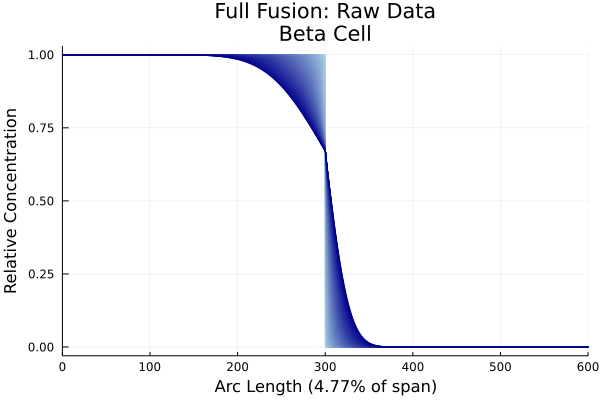 Full Fusion: Raw Data
Beta Cell
Relative Concentration
1.00
0.75
0.50
0.25
0.00
0 100 200 300 400 500 600
Arc Length (4.77% of span)